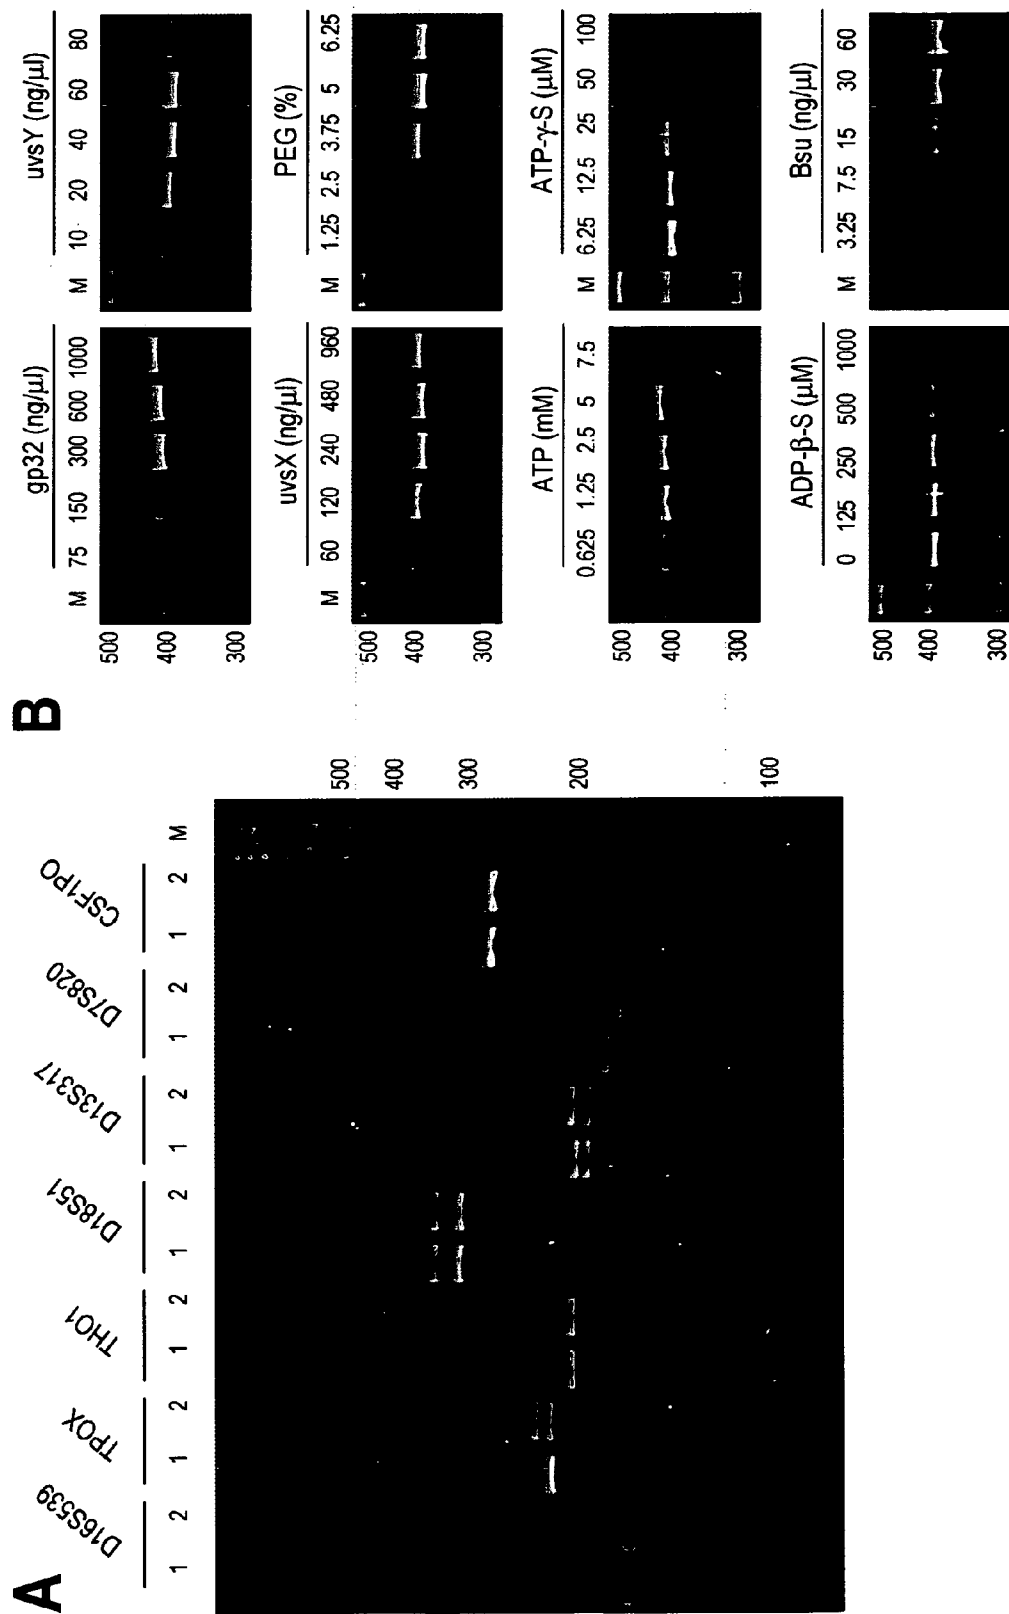 A
D16S539 TPOX THO1 D18S51 D13S317 D7S820 CSF1PO
1 2 1 2 1 2 1 2 1 2 1 2 1 2 M
500
400
300
200
100
B
gp32 (ng/µl)
M 75 150 300 600 1000
500
400
300
uvsY (ng/µl)
M 10 20 40 60 80
uvsX (ng/µl)
M 60 120 240 480 960
500
400
300
PEG (%)
M 1.25 2.5 3.75 5 6.25
ATP (mM)
0.625 1.25 2.5 5 7.5
500
400
300
ATP-γ-S (µM)
M 6.25 12.5 25 50 100
ADP-β-S (µM)
0 125 250 500 1000
500
400
300
Bsu (ng/µl)
M 3.25 7.5 15 30 60